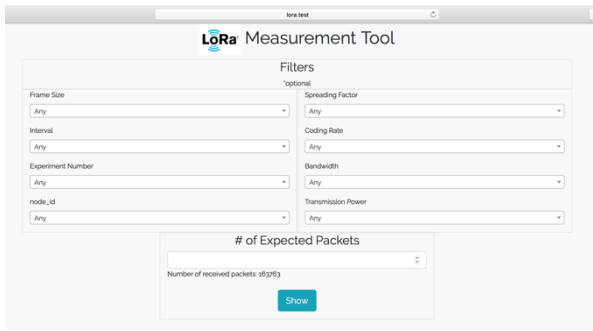 lora.test
LoRa Measurement Tool
Filters
*optional
Frame Size
Any
Interval
Any
Experiment Number
Any
node_id
Any
Spreading Factor
Any
Coding Rate
Any
Bandwidth
Any
Transmission Power
Any
# of Expected Packets
Number of received packets: 163763
Show